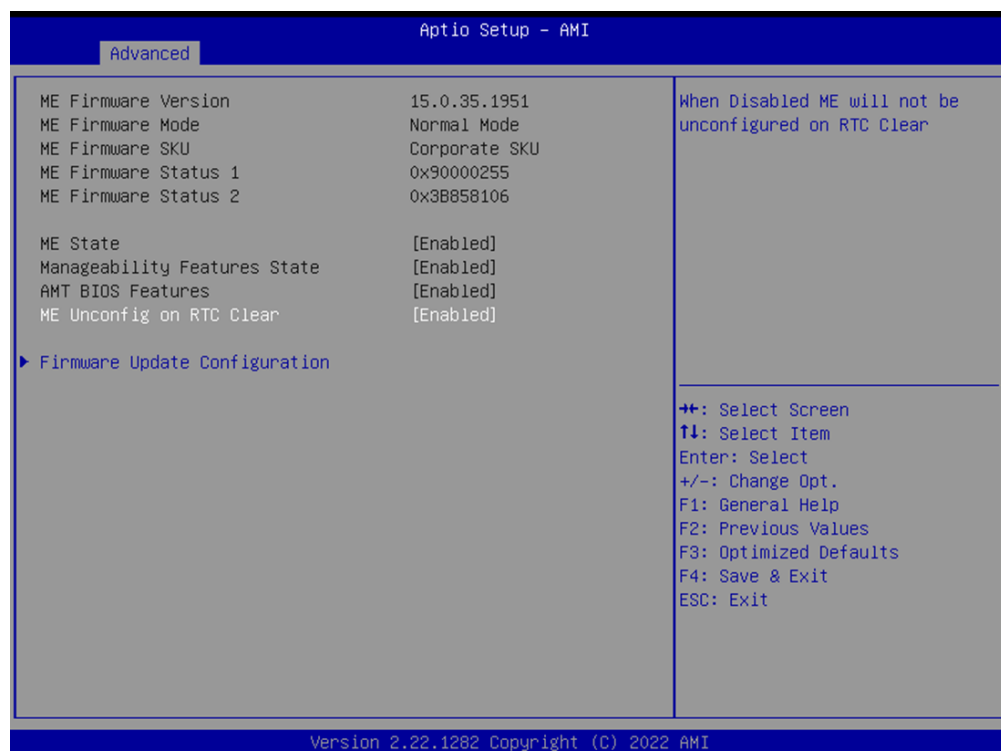 Aptio Setup – AMI
Advanced
ME Firmware Version 15.0.35.1951
ME Firmware Mode Normal Mode
ME Firmware SKU Corporate SKU
ME Firmware Status 1 0x90000255
ME Firmware Status 2 0x3B858106
ME State [Enabled]
Manageability Features State [Enabled]
AMT BIOS Features [Enabled]
ME Unconfig on RTC Clear [Enabled]
▶ Firmware Update Configuration
When Disabled ME will not be
unconfigured on RTC Clear
→←: Select Screen
↑↓: Select Item
Enter: Select
+/-: Change Opt.
F1: General Help
F2: Previous Values
F3: Optimized Defaults
F4: Save & Exit
ESC: Exit
Version 2.22.1282 Copyright (C) 2022 AMI